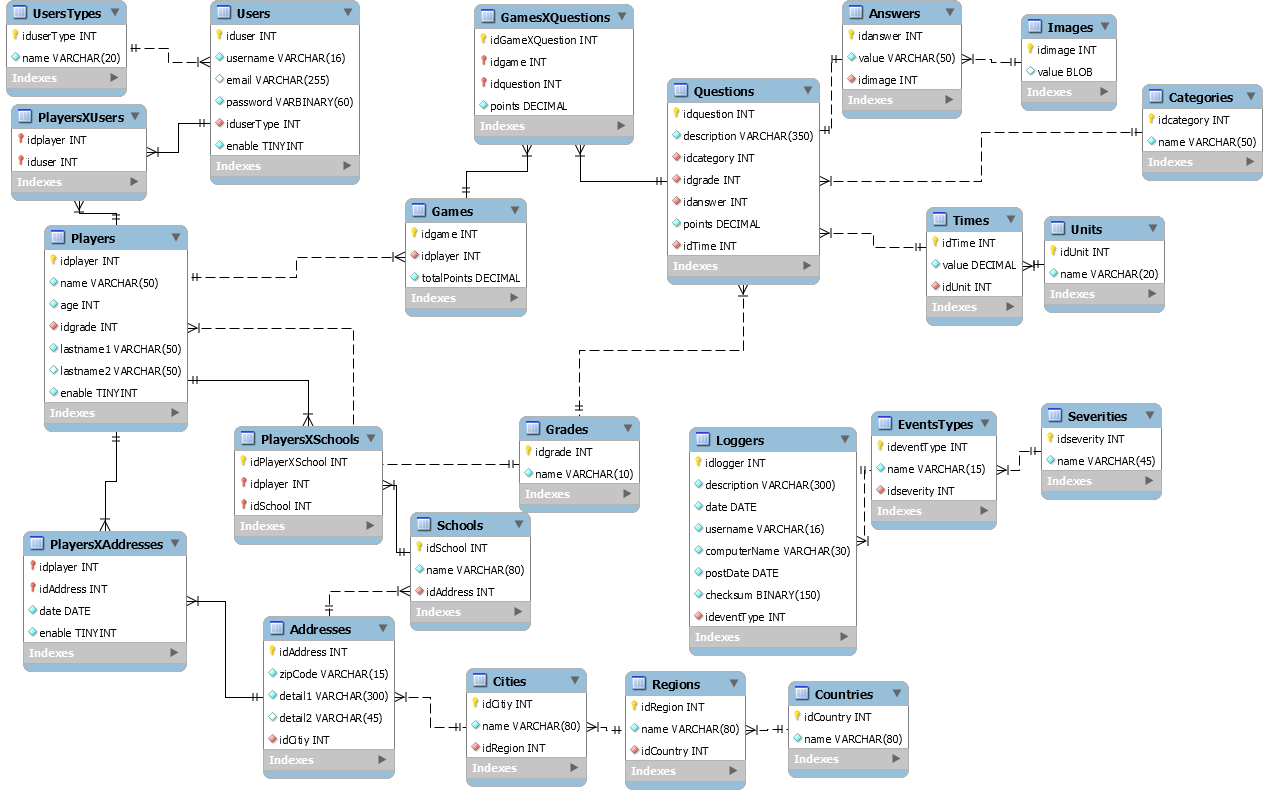 UsersTypes
iduserType INT
name VARCHAR(20)
Indexes
Users
iduser INT
username VARCHAR(16)
email VARCHAR(255)
password VARBINARY(60)
iduserType INT
enable TINYINT
Indexes
GamesXQuestions
idGameXQuestion INT
idgame INT
idquestion INT
points DECIMAL
Indexes
Answers
idanswer INT
value VARCHAR(50)
idimage INT
Indexes
Images
idimage INT
value BLOB
Indexes
Categories
idcategory INT
name VARCHAR(50)
Indexes
PlayersXUsers
idplayer INT
iduser INT
Indexes
Questions
idquestion INT
description VARCHAR(350)
idcategory INT
idgrade INT
idanswer INT
points DECIMAL
idTime INT
Indexes
Players
idplayer INT
name VARCHAR(50)
age INT
idgrade INT
lastname1 VARCHAR(50)
lastname2 VARCHAR(50)
enable TINYINT
Indexes
Games
idgame INT
idplayer INT
totalPoints DECIMAL
Indexes
Times
idTime INT
value DECIMAL
idUnit INT
Indexes
Units
idUnit INT
name VARCHAR(20)
Indexes
PlayersXSchools
idPlayerXSchool INT
idplayer INT
idSchool INT
Indexes
Grades
idgrade INT
name VARCHAR(10)
Indexes
Loggers
idlogger INT
description VARCHAR(300)
date DATE
username VARCHAR(16)
computerName VARCHAR(30)
postDate DATE
checksum BINARY(150)
ideventType INT
Indexes
EventsTypes
ideventType INT
name VARCHAR(15)
idseverity INT
Indexes
Severities
idseverity INT
name VARCHAR(45)
Indexes
PlayersXAddresses
idplayer INT
idAddress INT
date DATE
enable TINYINT
Indexes
Schools
idSchool INT
name VARCHAR(80)
idAddress INT
Indexes
Addresses
idAddress INT
zipCode VARCHAR(15)
detail1 VARCHAR(300)
detail2 VARCHAR(45)
idCitiy INT
Indexes
Cities
idCitiy INT
name VARCHAR(80)
idRegion INT
Indexes
Regions
idRegion INT
name VARCHAR(80)
idCountry INT
Indexes
Countries
idCountry INT
name VARCHAR(80)
Indexes